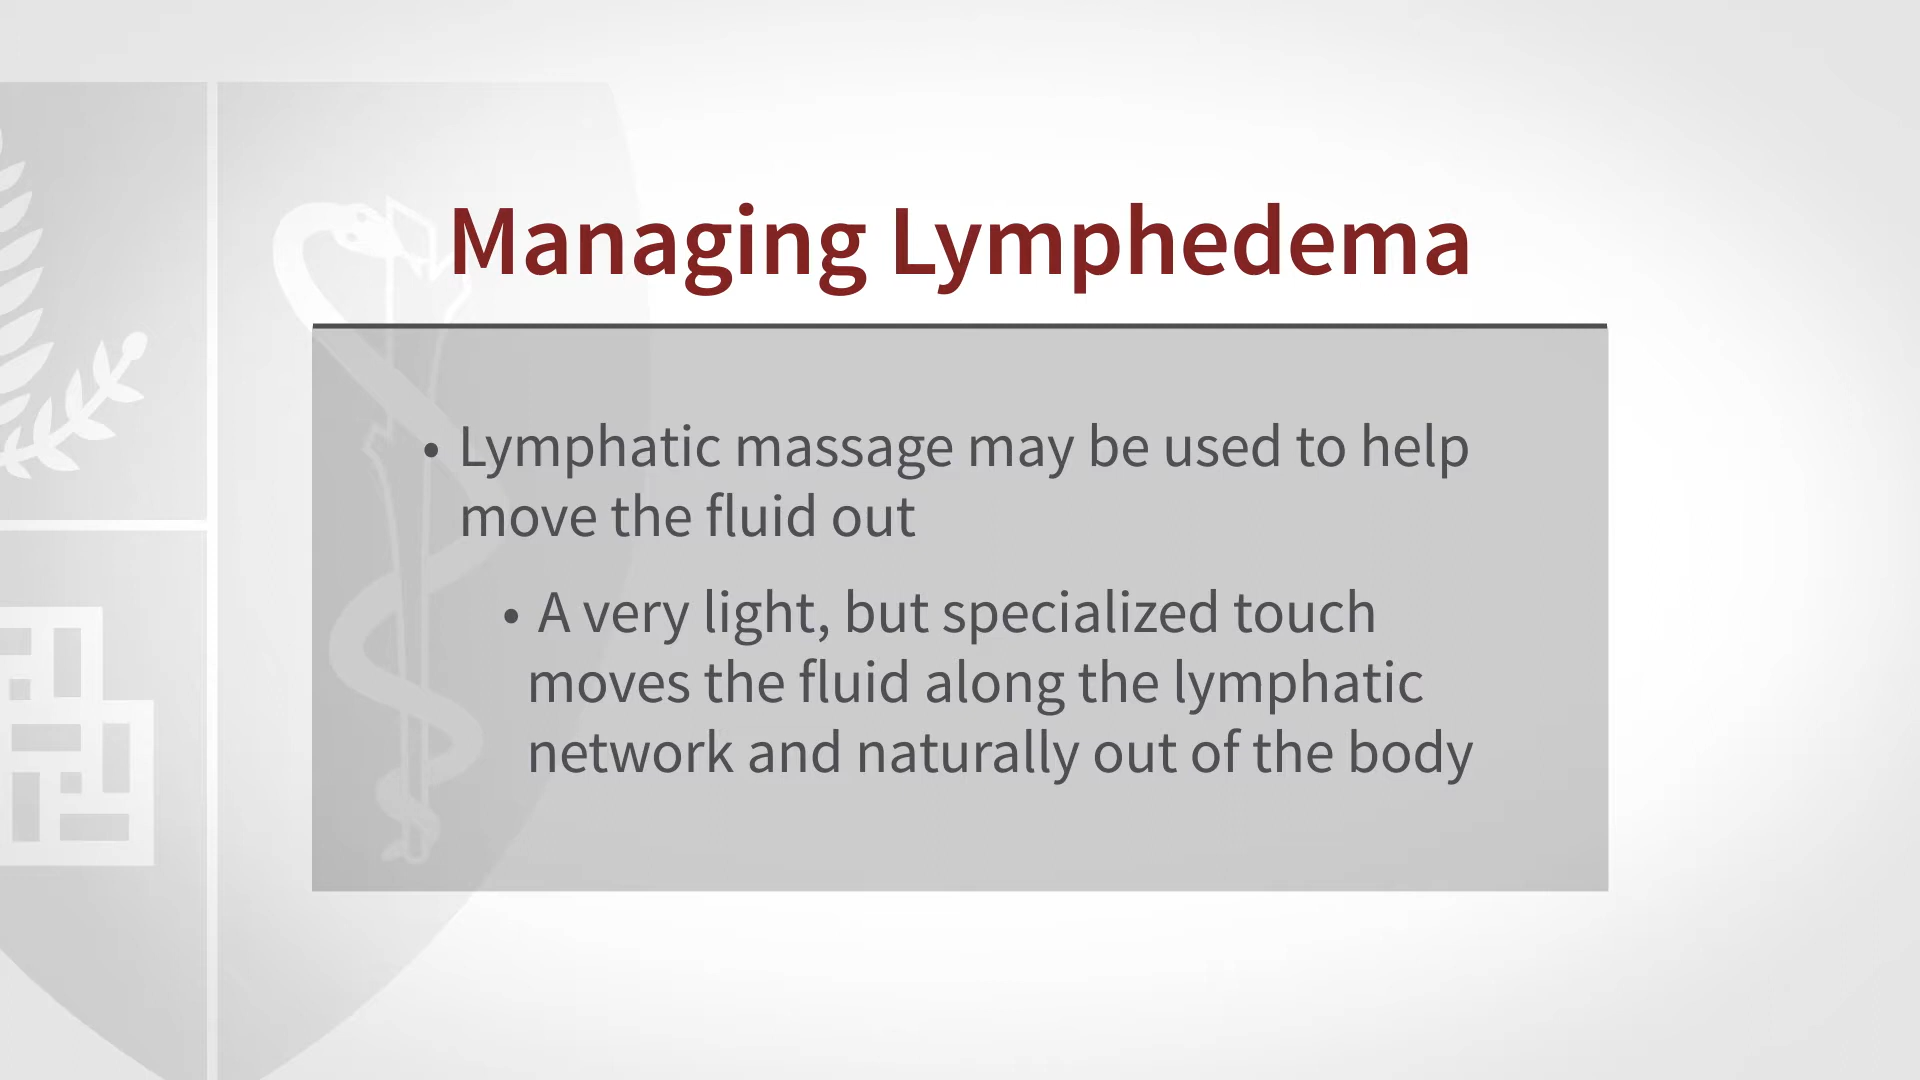 Managing Lymphedema
• Lymphatic massage may be used to help
move the fluid out
• A very light, but specialized touch
moves the fluid along the lymphatic
network and naturally out of the body